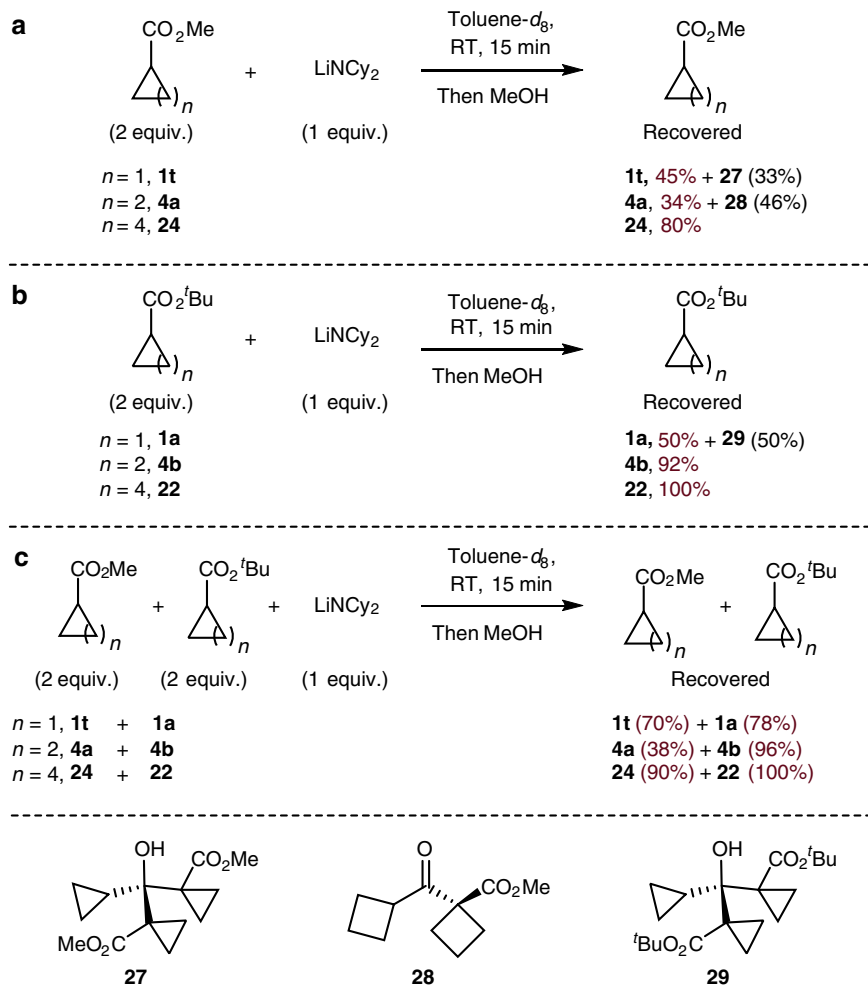 a
CO2Me
( )n
(2 equiv.)
+
LiNCy2
(1 equiv.)
Toluene-d8,
RT, 15 min
Then MeOH
CO2Me
( )n
Recovered
n = 1, 1t
n = 2, 4a
n = 4, 24
1t, 45% + 27 (33%)
4a, 34% + 28 (46%)
24, 80%
b
CO2tBu
( )n
(2 equiv.)
+
LiNCy2
(1 equiv.)
Toluene-d8,
RT, 15 min
Then MeOH
CO2tBu
( )n
Recovered
n = 1, 1a
n = 2, 4b
n = 4, 22
1a, 50% + 29 (50%)
4b, 92%
22, 100%
c
CO2Me
( )n
(2 equiv.)
+
CO2tBu
( )n
(2 equiv.)
+
LiNCy2
(1 equiv.)
Toluene-d8,
RT, 15 min
Then MeOH
CO2Me
( )n
+
CO2tBu
( )n
Recovered
n = 1, 1t + 1a
n = 2, 4a + 4b
n = 4, 24 + 22
1t (70%) + 1a (78%)
4a (38%) + 4b (96%)
24 (90%) + 22 (100%)
OH
CO2Me
MeO2C
27
O
CO2Me
28
OH
CO2tBu
tBuO2C
29